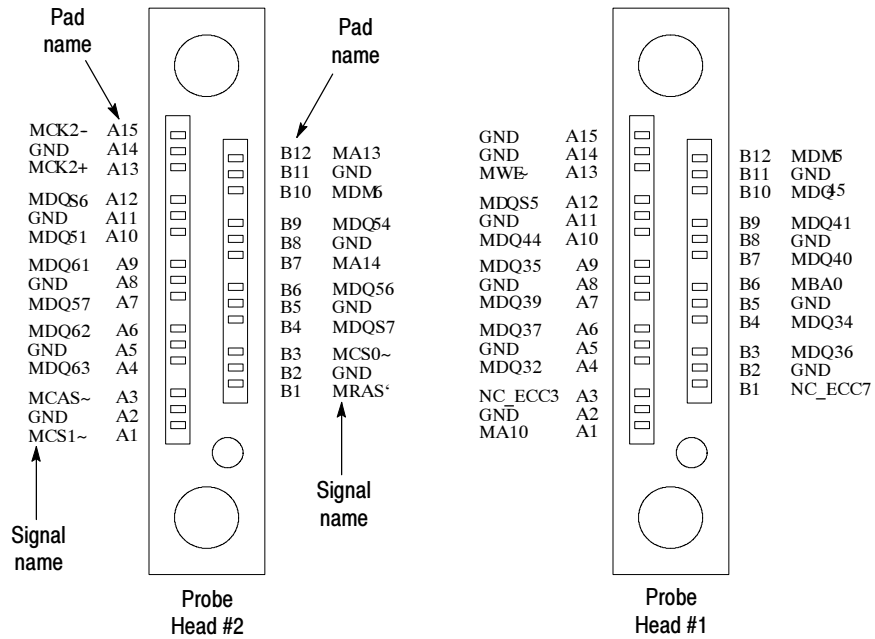 Pad
name
Pad
name
MCK2- A15
GND A14
MCK2+ A13
MDQS6 A12
GND A11
MDQ51 A10
MDQ61 A9
GND A8
MDQ57 A7
MDQ62 A6
GND A5
MDQ63 A4
MCAS~ A3
GND A2
MCS1~ A1
B12 MA13
B11 GND
B10 MDM6
B9 MDQ54
B8 GND
B7 MA14
B6 MDQ56
B5 GND
B4 MDQS7
B3 MCS0~
B2 GND
B1 MRAS‘
Signal
name
Signal
name
Probe
Head #2
GND A15
GND A14
MWE~ A13
MDQS5 A12
GND A11
MDQ44 A10
MDQ35 A9
GND A8
MDQ39 A7
MDQ37 A6
GND A5
MDQ32 A4
NC_ECC3 A3
GND A2
MA10 A1
B12 MDM5
B11 GND
B10 MDQ45
B9 MDQ41
B8 GND
B7 MDQ40
B6 MBA0
B5 GND
B4 MDQ34
B3 MDQ36
B2 GND
B1 NC_ECC7
Probe
Head #1